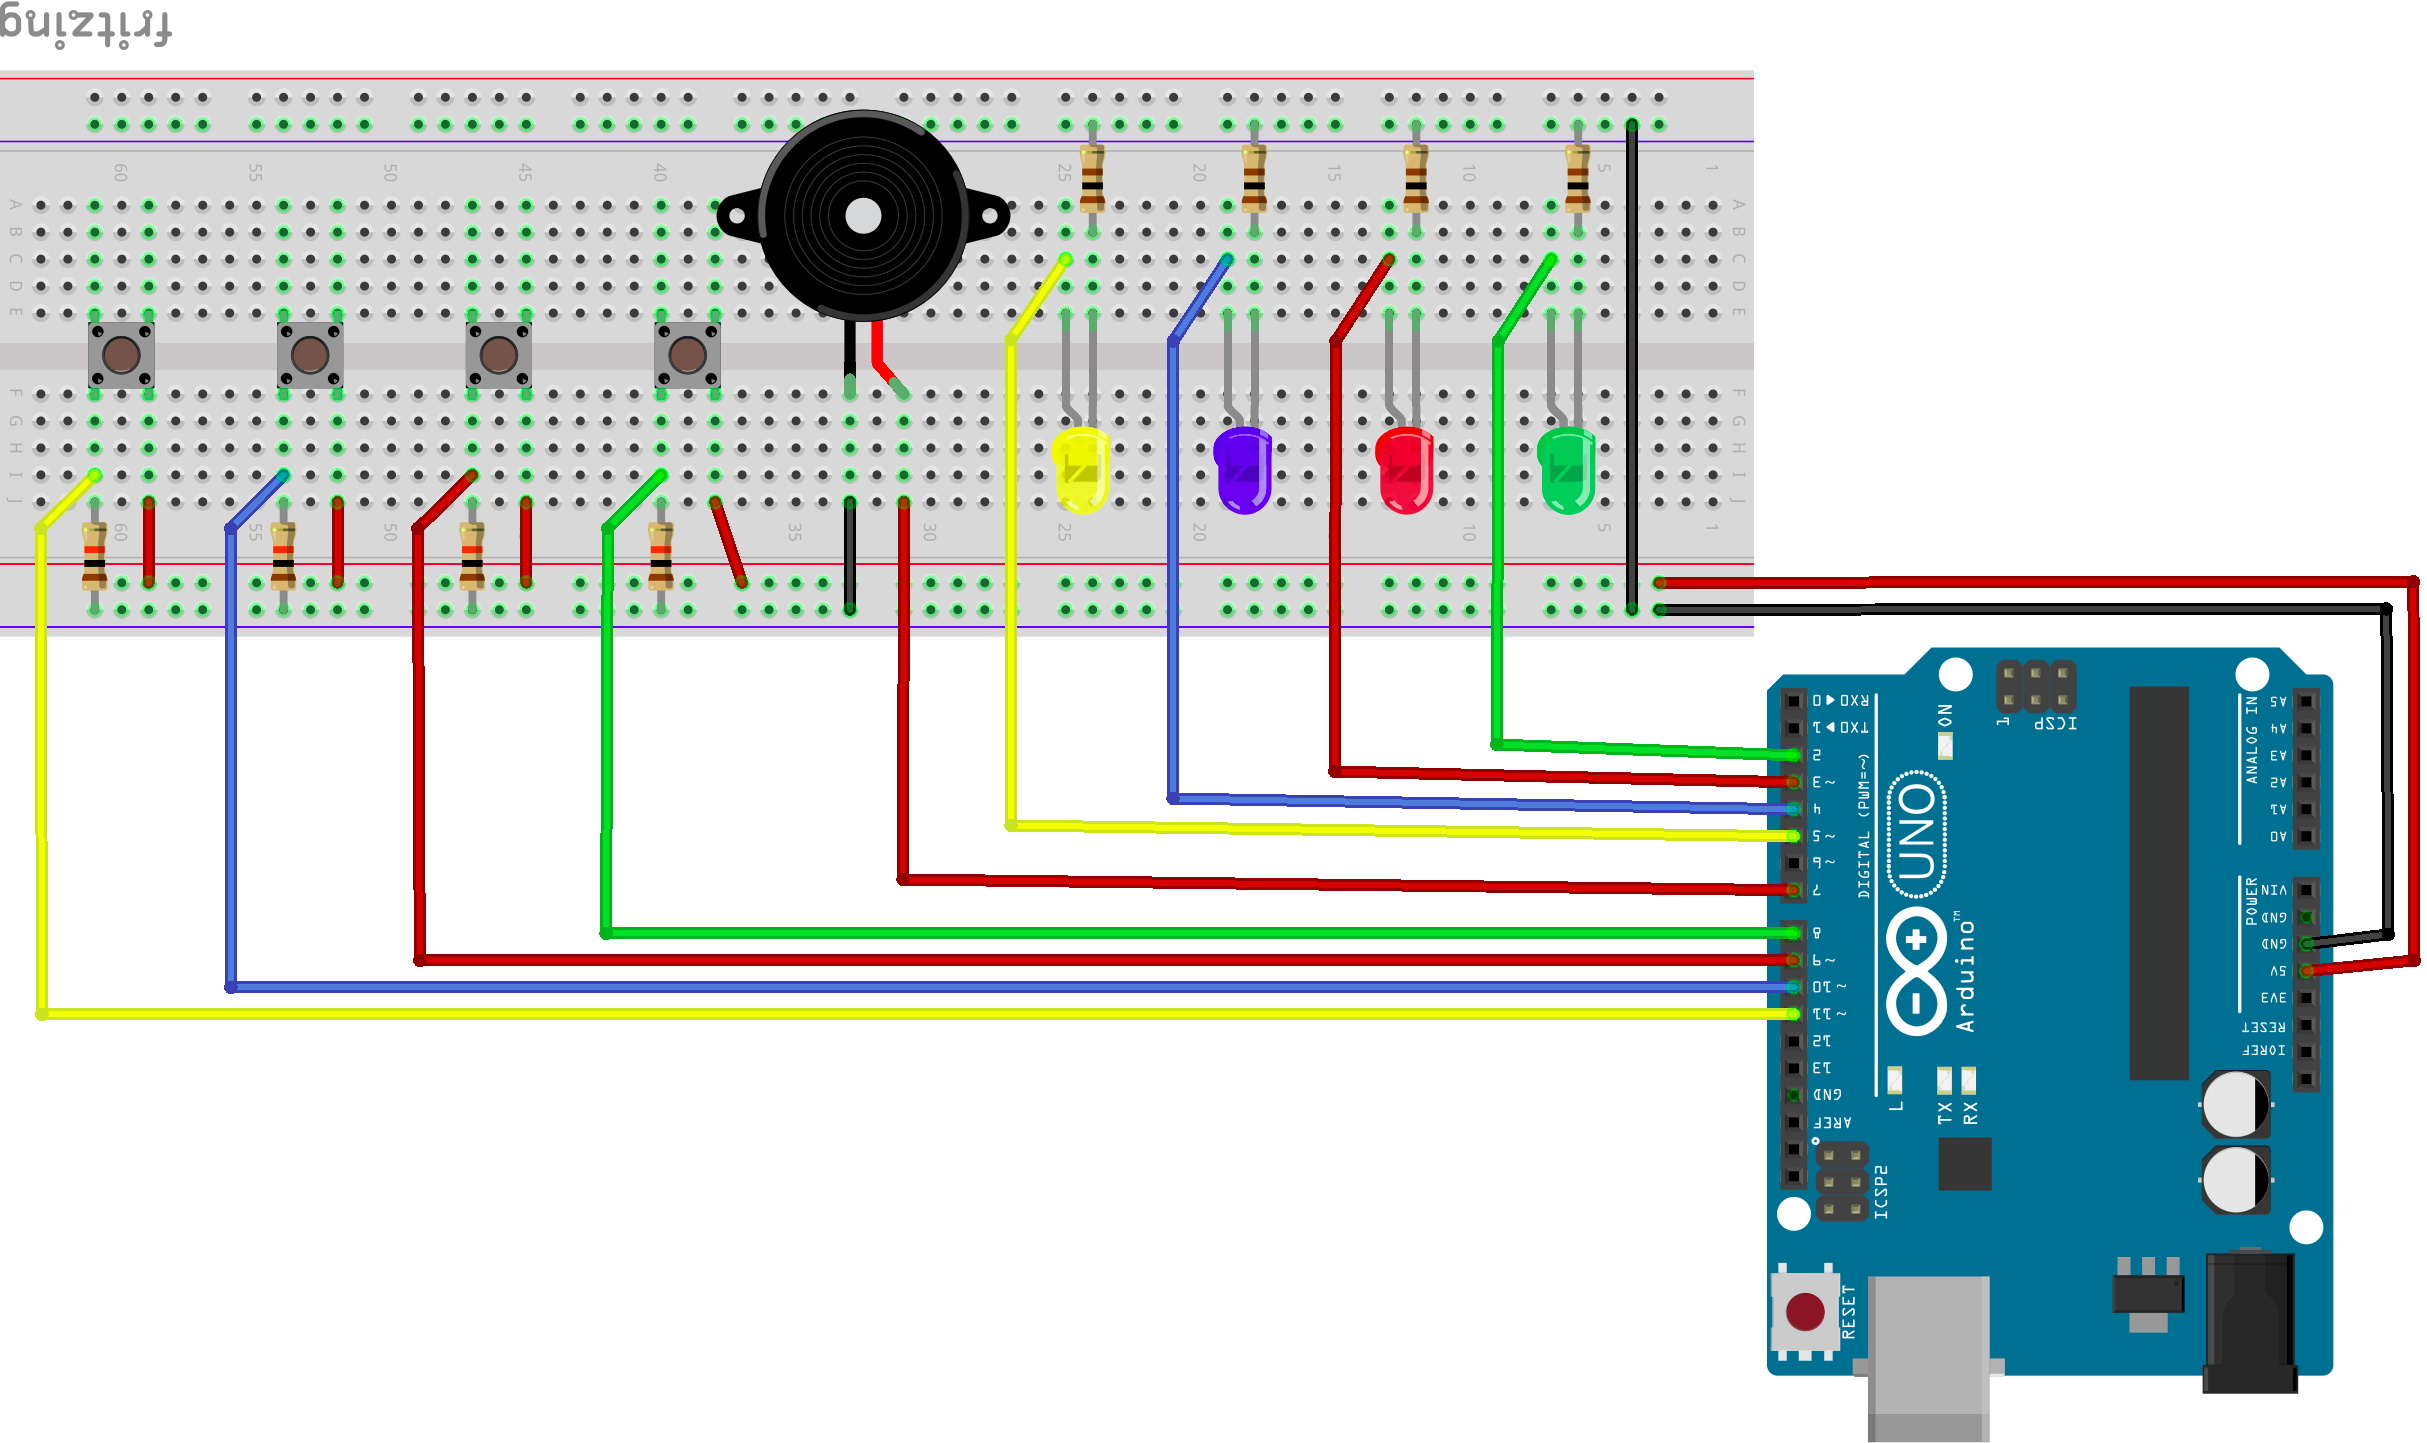 fritzing
60 55 50 45 40 25 20 15 10 5 1
A A
B B
C C
D D
E E
F F
G G
H H
I I
J J
60 55 50 35 30 25 20 10 5 1
RX0◄0
TX0►1
2
~3
4
~5
~6
7
8
~9
~10
~11
12
13
GND
AREF
DIGITAL (PWM=~)
ON
1 ICSP
UNO
Arduino™
L
TX
RX
ICSP2
RESET
ANALOG IN
A5
A4
A3
A2
A1
A0
POWER
VIN
GND
GND
5V
3V3
RESET
IOREF